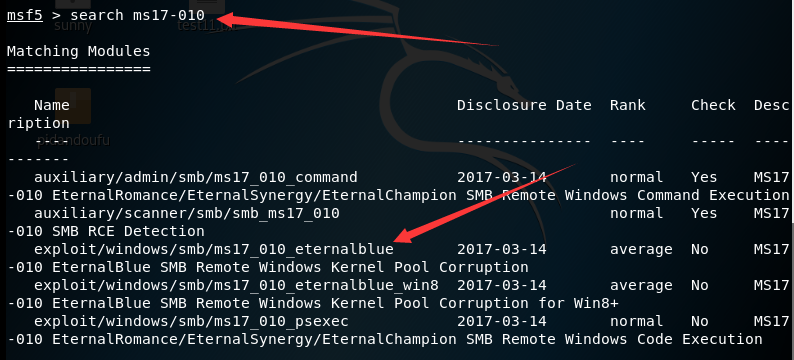 msf5 > search ms17-010
sunny test11.
Matching Modules
================
Name Disclosure Date Rank Check Desc
ription
pidandoufu
---- --------------- ---- ----- ----
-------
auxiliary/admin/smb/ms17_010_command 2017-03-14 normal Yes MS17
-010 EternalRomance/EternalSynergy/EternalChampion SMB Remote Windows Command Execution
auxiliary/scanner/smb/smb_ms17_010 normal Yes MS17
-010 SMB RCE Detection
exploit/windows/smb/ms17_010_eternalblue 2017-03-14 average No MS17
-010 EternalBlue SMB Remote Windows Kernel Pool Corruption
exploit/windows/smb/ms17_010_eternalblue_win8 2017-03-14 average No MS17
-010 EternalBlue SMB Remote Windows Kernel Pool Corruption for Win8+
exploit/windows/smb/ms17_010_psexec 2017-03-14 normal No MS17
-010 EternalRomance/EternalSynergy/EternalChampion SMB Remote Windows Code Execution